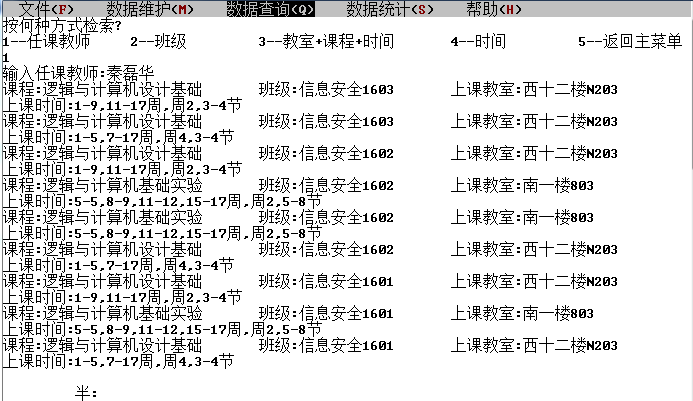 文件(F) 数据维护(M) 数据查询(Q) 数据统计(S) 帮助(H)
按何种方式检索?
1--任课教师 2--班级 3--教室+课程+时间 4--时间 5--返回主菜单
1
输入任课教师:秦磊华
课程:逻辑与计算机设计基础 班级:信息安全1603 上课教室:西十二楼N203
上课时间:1-9,11-17周,周2,3-4节
课程:逻辑与计算机设计基础 班级:信息安全1603 上课教室:西十二楼N203
上课时间:1-5,7-17周,周4,3-4节
课程:逻辑与计算机设计基础 班级:信息安全1602 上课教室:西十二楼N203
上课时间:1-9,11-17周,周2,3-4节
课程:逻辑与计算机基础实验 班级:信息安全1602 上课教室:南一楼803
上课时间:5-5,8-9,11-12,15-17周,周2,5-8节
课程:逻辑与计算机基础实验 班级:信息安全1602 上课教室:南一楼803
上课时间:5-5,8-9,11-12,15-17周,周2,5-8节
课程:逻辑与计算机设计基础 班级:信息安全1602 上课教室:西十二楼N203
上课时间:1-5,7-17周,周4,3-4节
课程:逻辑与计算机设计基础 班级:信息安全1601 上课教室:西十二楼N203
上课时间:1-9,11-17周,周2,3-4节
课程:逻辑与计算机基础实验 班级:信息安全1601 上课教室:南一楼803
上课时间:5-5,8-9,11-12,15-17周,周2,5-8节
课程:逻辑与计算机设计基础 班级:信息安全1601 上课教室:西十二楼N203
上课时间:1-5,7-17周,周4,3-4节
半: